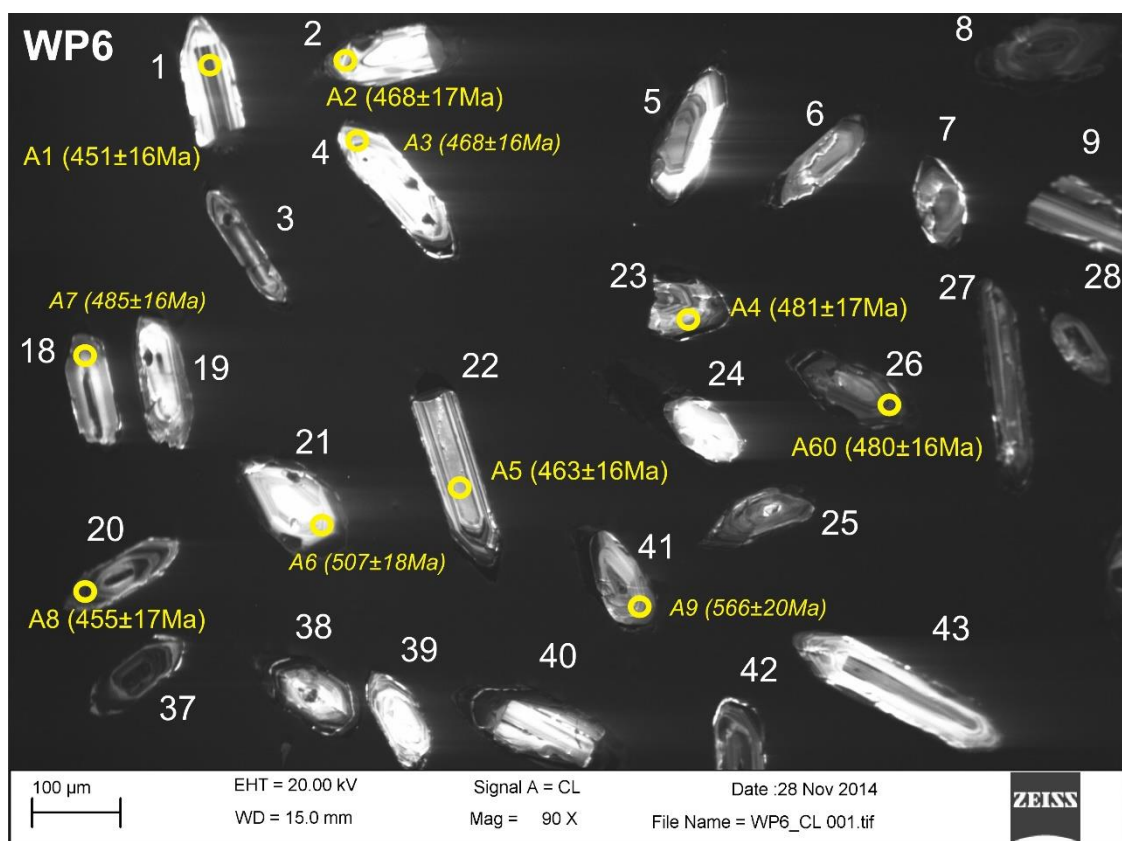 WP6
1
2
8
A2 (468±17Ma)
5
6
7
9
A1 (451±16Ma)
4
A3 (468±16Ma)
3
A7 (485±16Ma)
23
A4 (481±17Ma)
27
28
18
19
22
24
26
21
A5 (463±16Ma)
A60 (480±16Ma)
20
A6 (507±18Ma)
41
25
A8 (455±17Ma)
A9 (566±20Ma)
37
38
39
40
42
43
100 µm
EHT = 20.00 kV
Signal A = CL
Date :28 Nov 2014
WD = 15.0 mm
Mag = 90 X
File Name = WP6_CL 001.tif
ZEISS